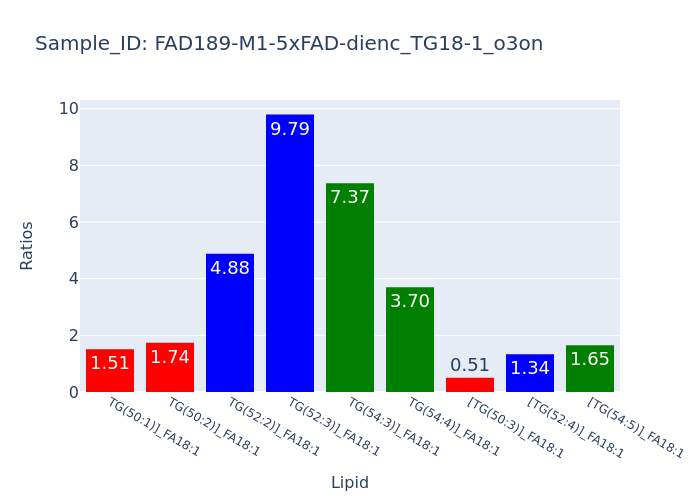 Sample_ID: FAD189-M1-5xFAD-dienc_TG18-1_o3on
10
8
6
4
2
0
Ratios
1.51
1.74
4.88
9.79
7.37
3.70
0.51
1.34
1.65
TG(50:1)]_FA18:1
TG(50:2)]_FA18:1
TG(52:2)]_FA18:1
TG(52:3)]_FA18:1
TG(54:3)]_FA18:1
TG(54:4)]_FA18:1
[TG(50:3)]_FA18:1
[TG(52:4)]_FA18:1
[TG(54:5)]_FA18:1
Lipid